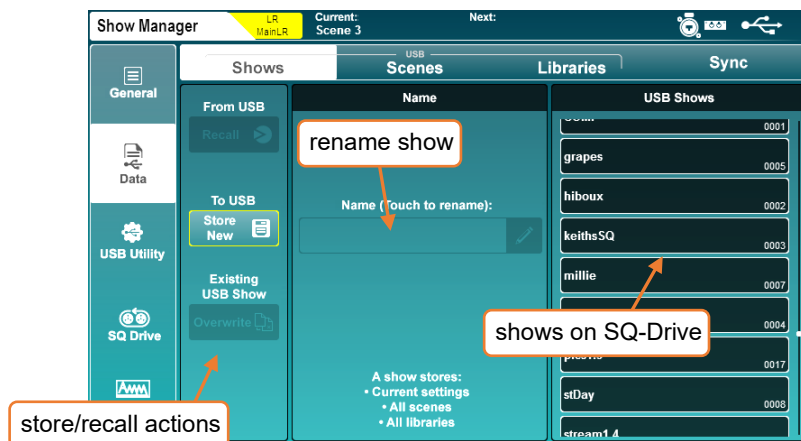 Show Manager
LR
MainLR
Current:
Scene 3
Next:
General
Data
USB Utility
SQ Drive
Shows
USB
Scenes
Libraries
Sync
From USB
Recall
To USB
Store
New
Existing
USB Show
Overwrite
store/recall actions
Name
rename show
Name (Touch to rename):
A show stores:
• Current settings
• All scenes
• All libraries
USB Shows
0001
grapes
0005
hiboux
0002
keithsSQ
0003
millie
0007
shows on SQ-Drive
0004
0017
stDay
0008
stream1.4